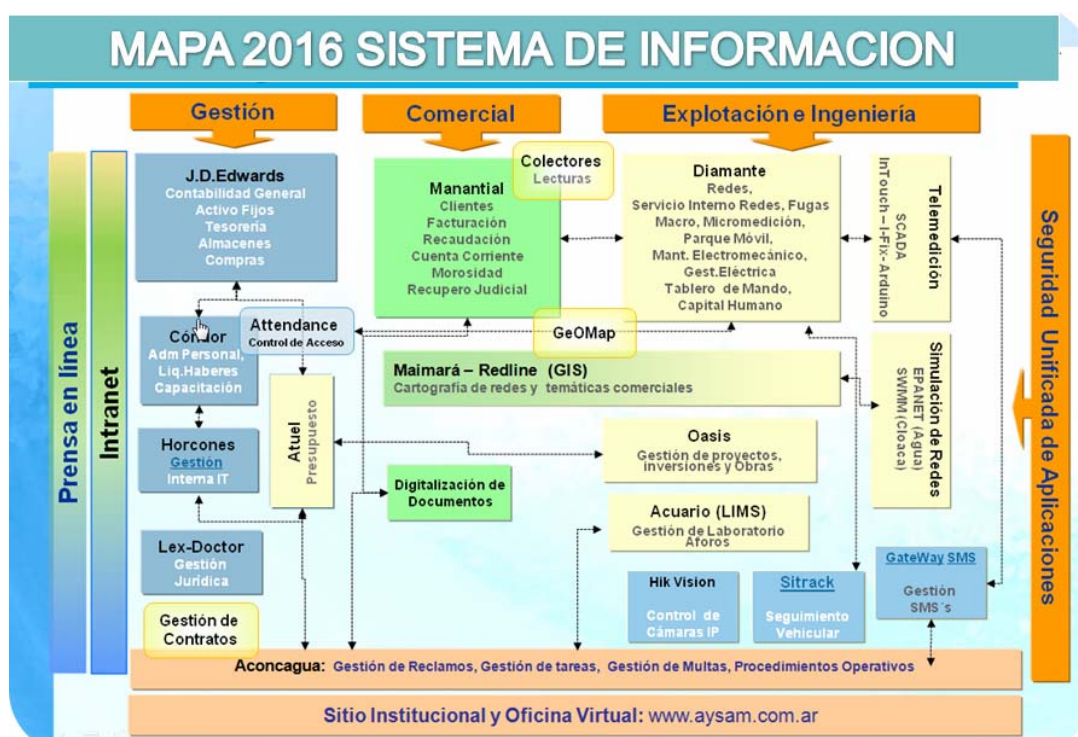 MAPA 2016 SISTEMA DE INFORMACION
Gestión
Comercial
Explotación e Ingeniería
Prensa en línea
Intranet
J.D.Edwards
Contabilidad General
Activo Fijos
Tesorería
Almacenes
Compras
Colectores
Lecturas
Manantial
Clientes
Facturación
Recaudación
Cuenta Corriente
Morosidad
Recupero Judicial
Diamante
Redes,
Servicio Interno Redes, Fugas
Macro, Micromedición,
Parque Móvil,
Mant. Electromecánico,
Gest.Eléctrica
Tablero de Mando,
Capital Humano
Telemedición
SCADA
InTouch – I-Fix- Arduino
Seguridad Unificada de Aplicaciones
Cóndor
Adm Personal,
Liq.Haberes
Capacitación
Attendance
Control de Acceso
GeOMap
Maimará – Redline (GIS)
Cartografía de redes y temáticas comerciales
Simulación de Redes
EPANET (Agua)
SWMM (Cloaca)
Horcones
Gestión
Interna IT
Atuel
Presupuesto
Oasis
Gestión de proyectos,
inversiones y Obras
Digitalización de
Documentos
Acuario (LIMS)
Gestión de Laboratorio
Aforos
Lex-Doctor
Gestión
Jurídica
Hik Vision
Control de
Cámaras IP
Sitrack
Seguimiento
Vehicular
GateWay SMS
Gestión
SMS´s
Gestión de
Contratos
Aconcagua: Gestión de Reclamos, Gestión de tareas, Gestión de Multas, Procedimientos Operativos
Sitio Institucional y Oficina Virtual: www.aysam.com.ar